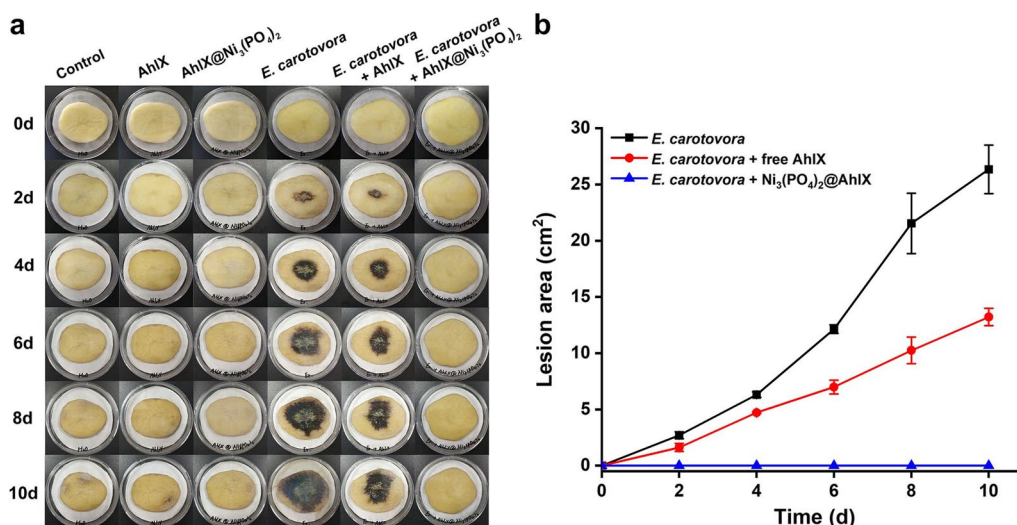 a
Control
AhlX
AhlX@Ni₃(PO₄)₂
E. carotovora
E. carotovora
+ AhlX
E. carotovora
+ AhlX@Ni₃(PO₄)₂
0d
2d
4d
6d
8d
10d
b
Lesion area (cm²)
30
25
20
15
10
5
0
E. carotovora
E. carotovora + free AhlX
E. carotovora + Ni₃(PO₄)₂@AhlX
0 2 4 6 8 10
Time (d)